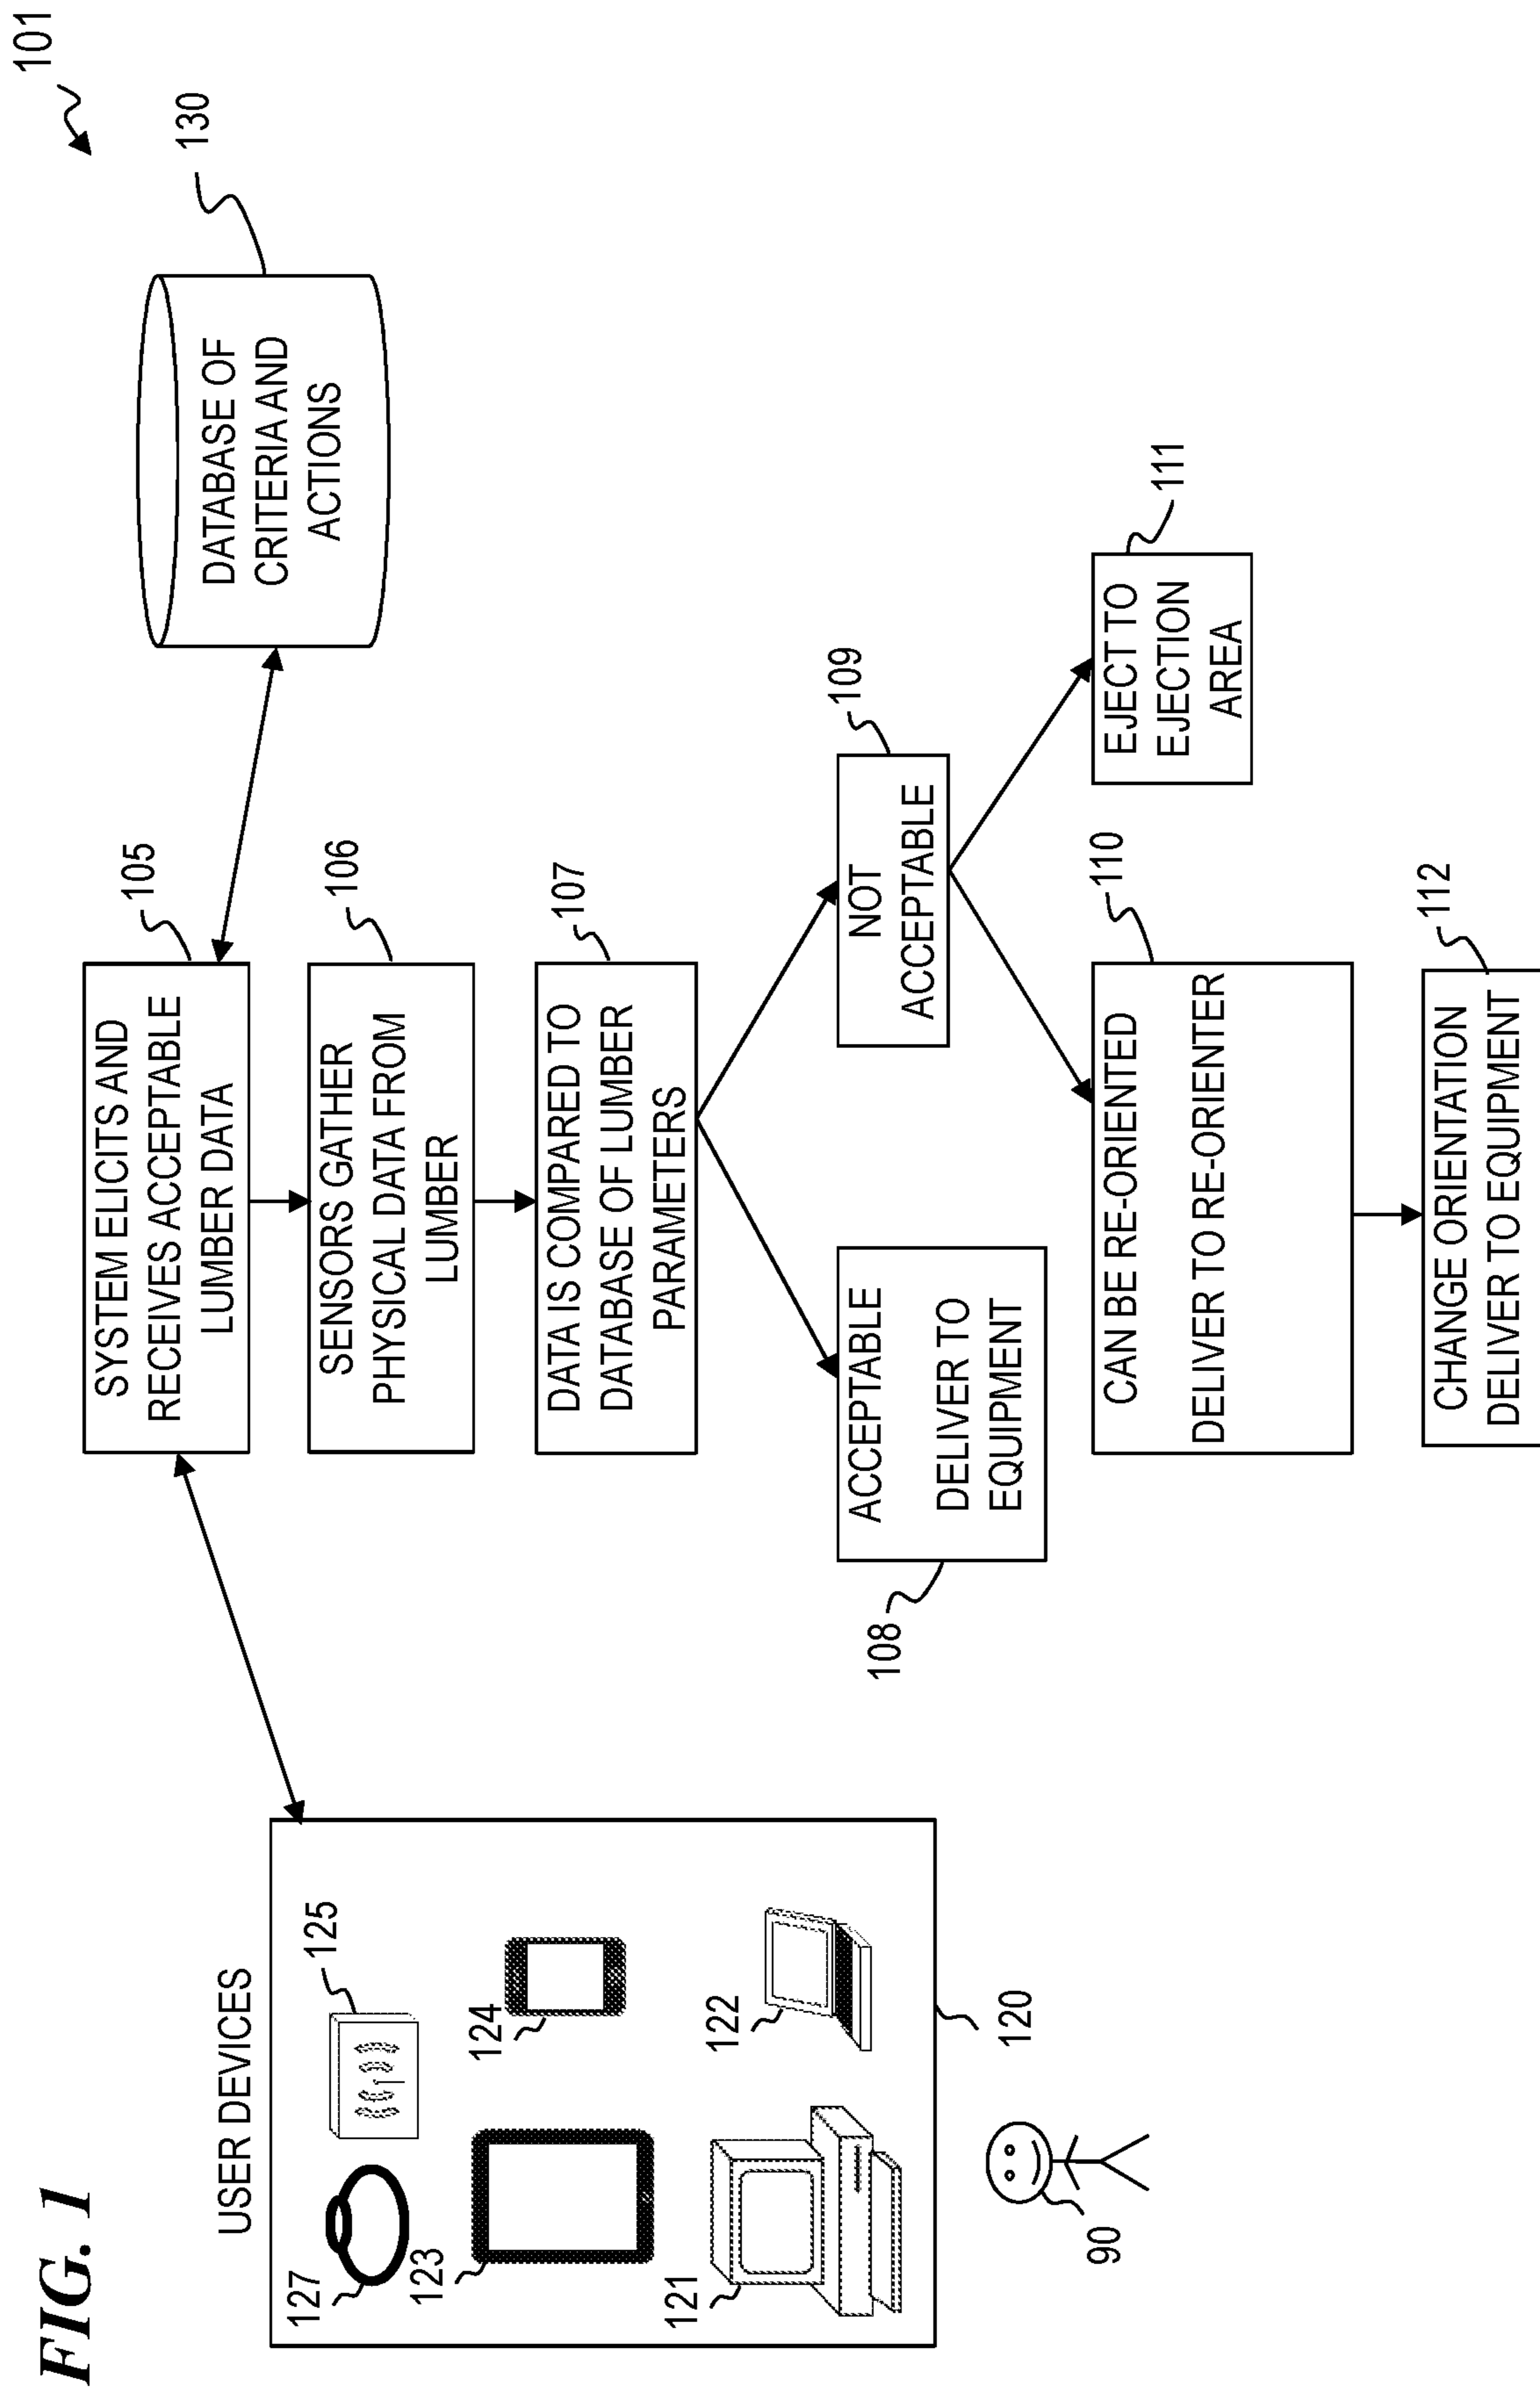 FIG. 1
101
USER DEVICES
127
125
123
124
121
122
120
90
SYSTEM ELICITS AND
RECEIVES ACCEPTABLE
LUMBER DATA
105
130
DATABASE OF
CRITERIA AND
ACTIONS
SENSORS GATHER
PHYSICAL DATA FROM
LUMBER
106
DATA IS COMPARED TO
DATABASE OF LUMBER
PARAMETERS
107
108
ACCEPTABLE
DELIVER TO
EQUIPMENT
109
NOT
ACCEPTABLE
110
CAN BE RE-ORIENTED
DELIVER TO RE-ORIENTER
111
EJECT TO
EJECTION
AREA
112
CHANGE ORIENTATION
DELIVER TO EQUIPMENT